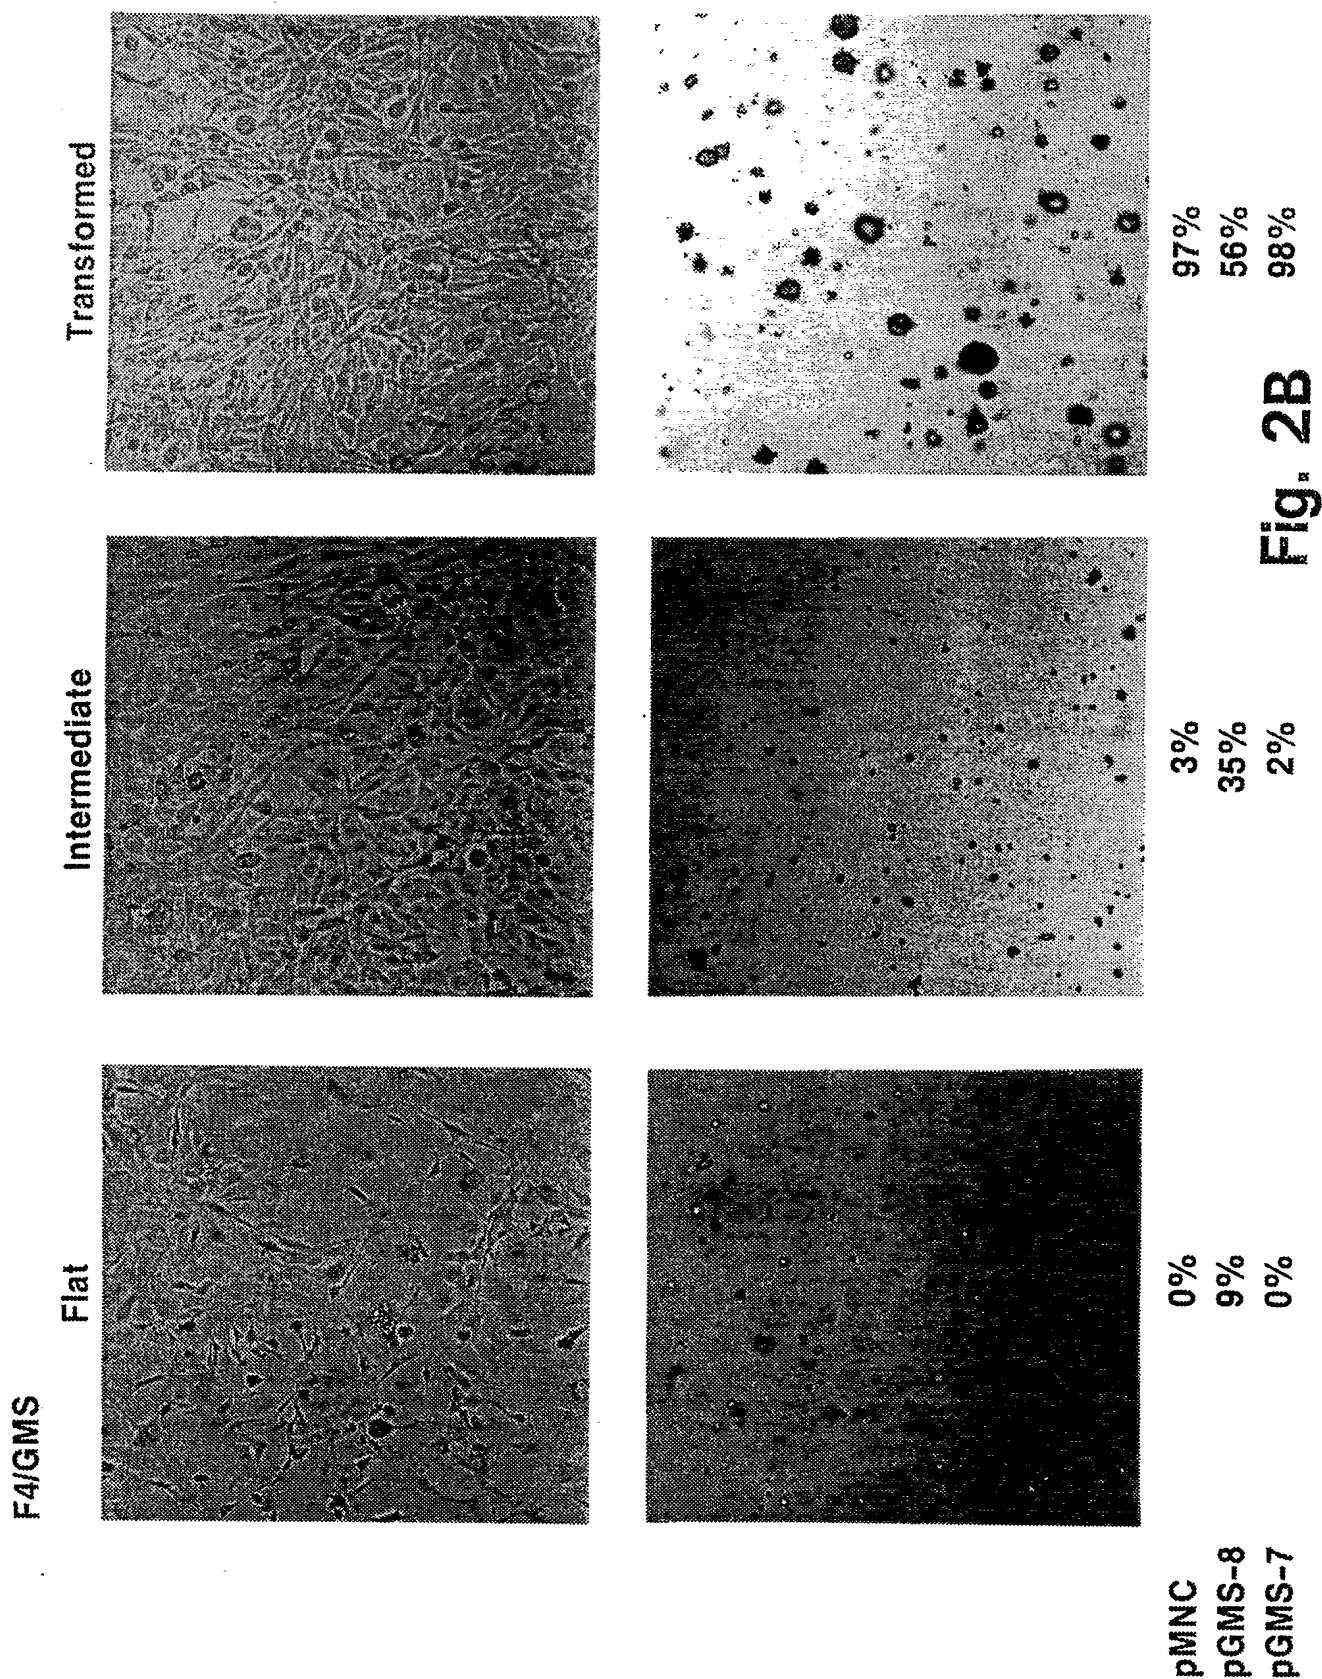 F4/GMS
Flat Intermediate Transformed
pMNC 0% 3% 97%
pGMS-8 9% 35% 56%
pGMS-7 0% 2% 98%
Fig. 2B